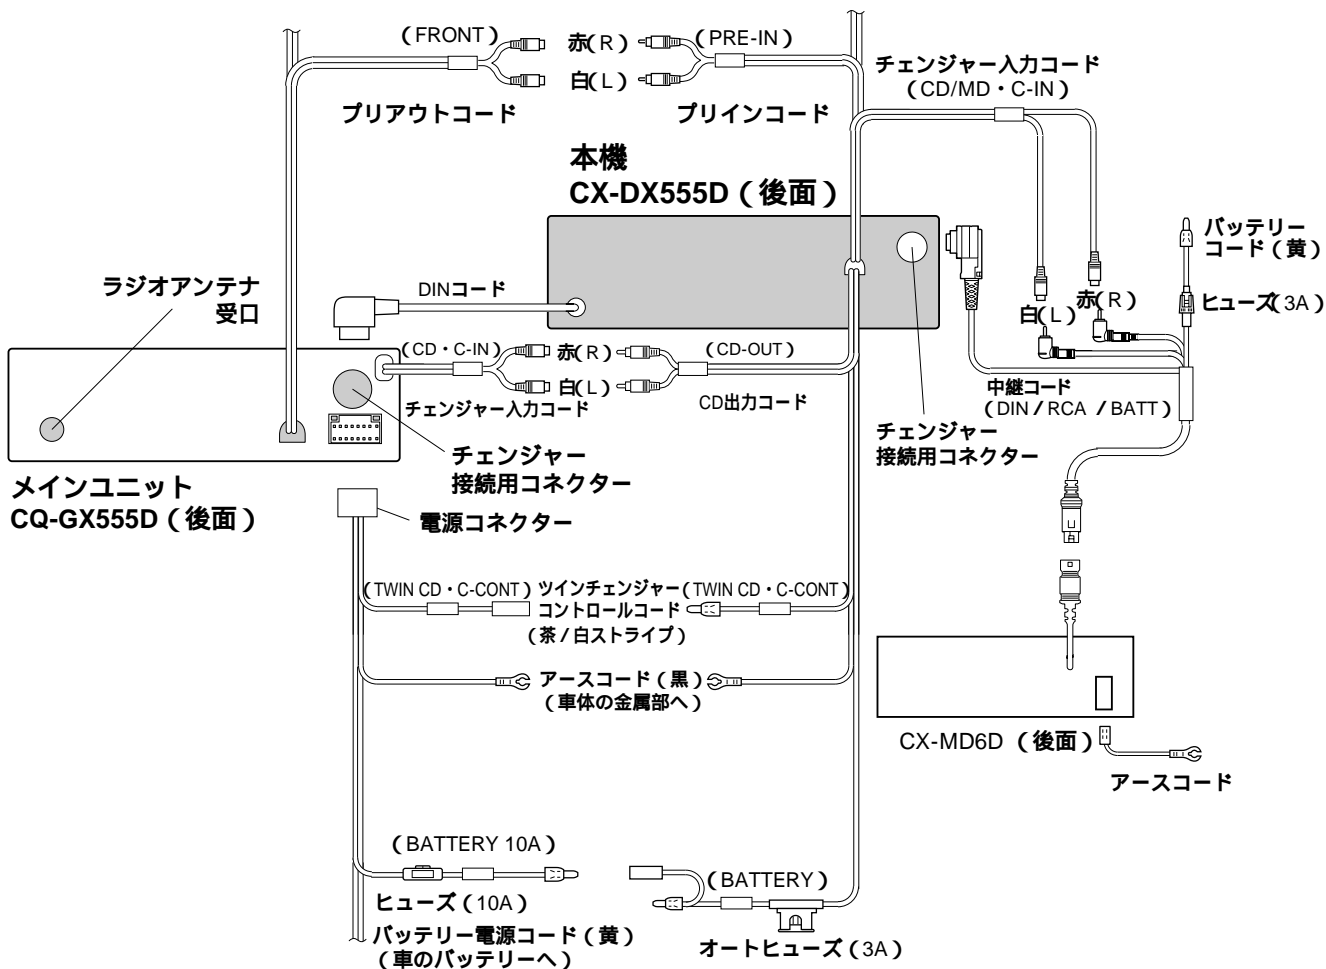 (FRONT)
赤(R)
(PRE-IN)
白(L)
プリアウトコード
プリインコード
チェンジャー入力コード
(CD/MD・C-IN)
本機
CX-DX555D(後面)
バッテリー
コード(黄)
ヒューズ(3A)
ラジオアンテナ
受口
DINコード
赤(R)
白(L)
(CD・C-IN)
赤(R)
(CD-OUT)
白(L)
チェンジャー入力コード
CD出力コード
中継コード
(DIN/RCA /BATT)
チェンジャー
接続用コネクター
チェンジャー
接続用コネクター
メインユニット
CQ-GX555D(後面)
電源コネクター
(TWIN CD・C-CONT)
ツインチェンジャー
コントロールコード
(茶/白ストライプ)
(TWIN CD・C-CONT)
アースコード(黒)
(車体の金属部へ)
CX-MD6D (後面)
アースコード
(BATTERY 10A)
ヒューズ(10A)
バッテリー電源コード(黄)
(車のバッテリーへ)
(BATTERY)
オートヒューズ(3A)